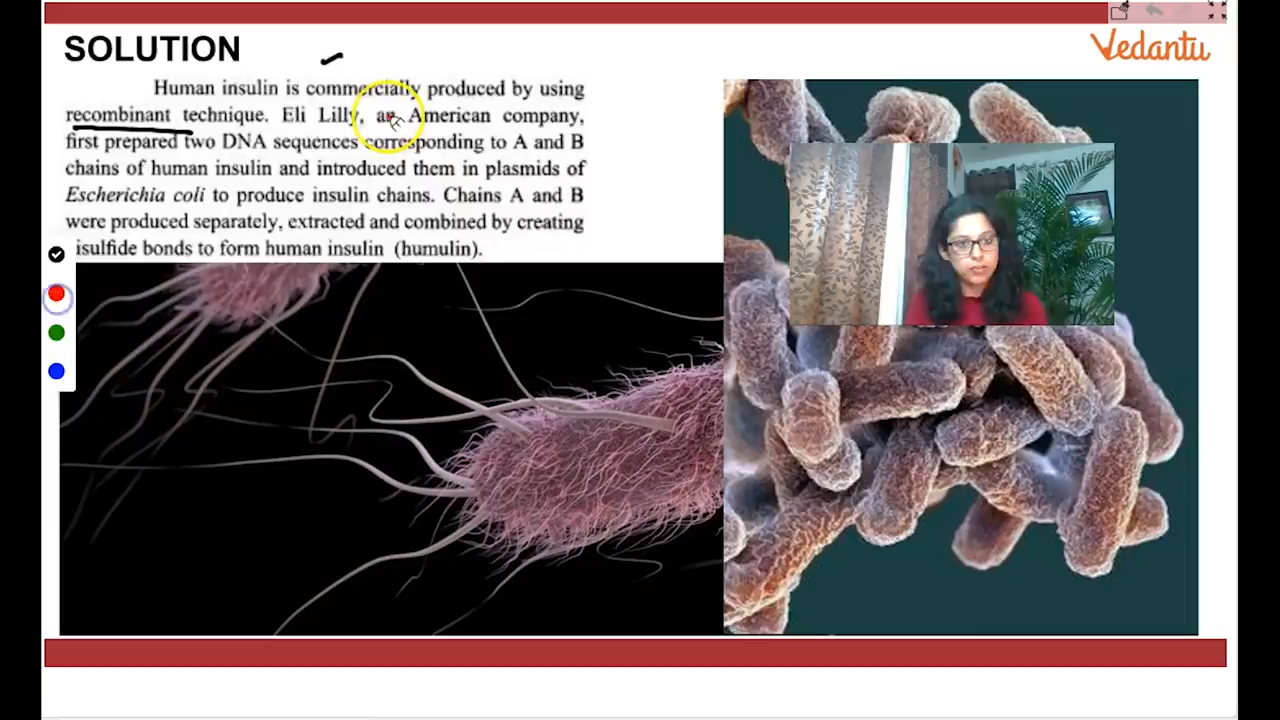 SOLUTION
Vedantu
Human insulin is commercially produced by using
recombinant technique. Eli Lilly, an American company,
first prepared two DNA sequences corresponding to A and B
chains of human insulin and introduced them in plasmids of
Escherichia coli to produce insulin chains. Chains A and B
were produced separately, extracted and combined by creating
isulfide bonds to form human insulin (humulin).